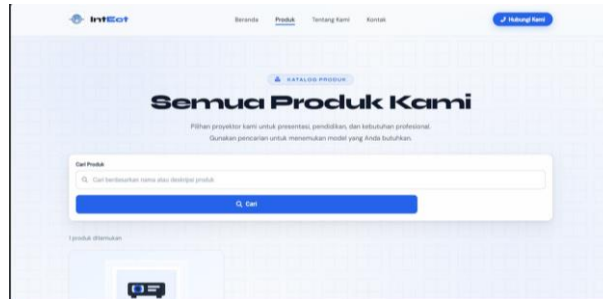 IntEot
Beranda Produk Tentang Kami Kontak
Hubungi Kami
KATALOG PRODUK
Semua Produk Kami
Pilihan proyektor kami untuk presentasi, pendidikan, dan kebutuhan profesional.
Gunakan pencarian untuk menemukan model yang Anda butuhkan.
Cari Produk
Cari berdasarkan nama atau deskripsi produk
Cari
1 produk ditemukan